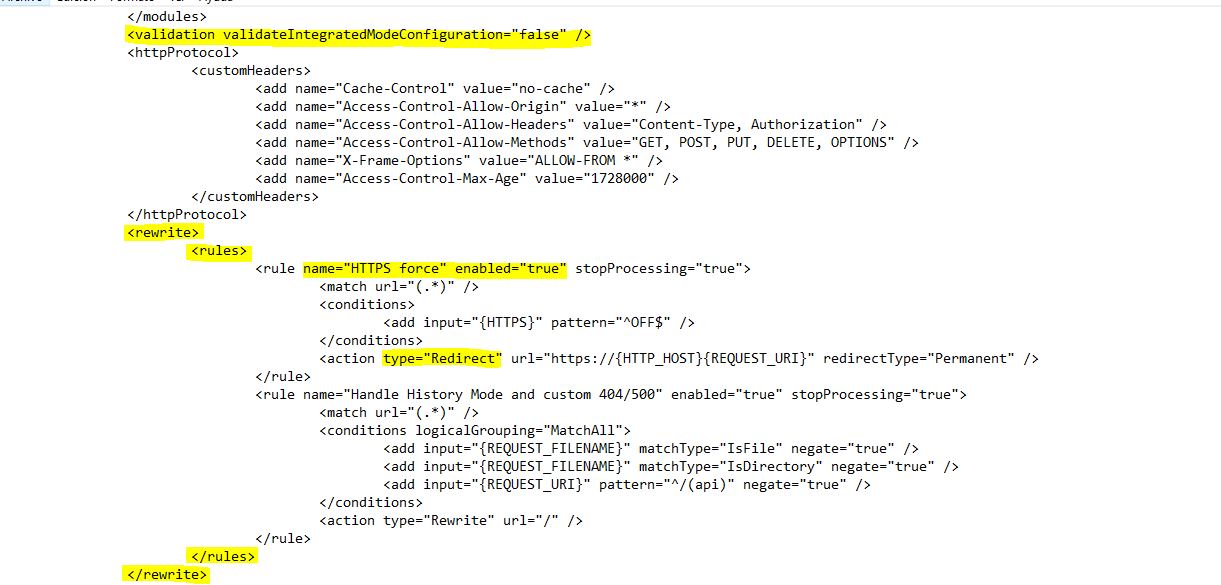 </modules>
<validation validateIntegratedModeConfiguration="false" />
<httpProtocol>
<customHeaders>
<add name="Cache-Control" value="no-cache" />
<add name="Access-Control-Allow-Origin" value="*" />
<add name="Access-Control-Allow-Headers" value="Content-Type, Authorization" />
<add name="Access-Control-Allow-Methods" value="GET, POST, PUT, DELETE, OPTIONS" />
<add name="X-Frame-Options" value="ALLOW-FROM *" />
<add name="Access-Control-Max-Age" value="1728000" />
</customHeaders>
</httpProtocol>
<rewrite>
<rules>
<rule name="HTTPS force" enabled="true" stopProcessing="true">
<match url="(.*)" />
<conditions>
<add input="{HTTPS}" pattern="^OFF$" />
</conditions>
<action type="Redirect" url="https://{HTTP_HOST}{REQUEST_URI}" redirectType="Permanent" />
</rule>
<rule name="Handle History Mode and custom 404/500" enabled="true" stopProcessing="true">
<match url="(.*)" />
<conditions logicalGrouping="MatchAll">
<add input="{REQUEST_FILENAME}" matchType="IsFile" negate="true" />
<add input="{REQUEST_FILENAME}" matchType="IsDirectory" negate="true" />
<add input="{REQUEST_URI}" pattern="^/(api)" negate="true" />
</conditions>
<action type="Rewrite" url="/" />
</rule>
</rules>
</rewrite>